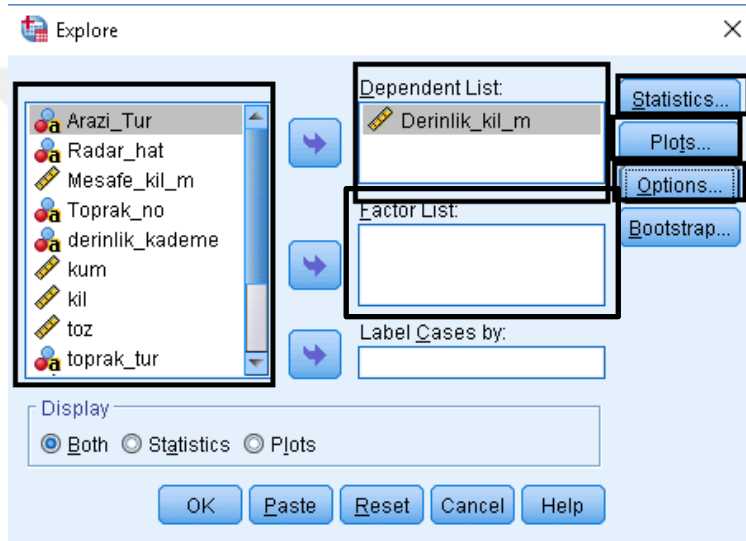 Explore
Dependent List:
Statistics...
Arazi_Tur
Derinlik_kil_m
Radar_hat
Plots...
Mesafe_kil_m
Options...
Toprak_no
Factor List:
Bootstrap...
derinlik_kademe
kum
kil
toz
Label Cases by:
toprak_tur
Display
Both
Statistics
Plots
OK
Paste
Reset
Cancel
Help